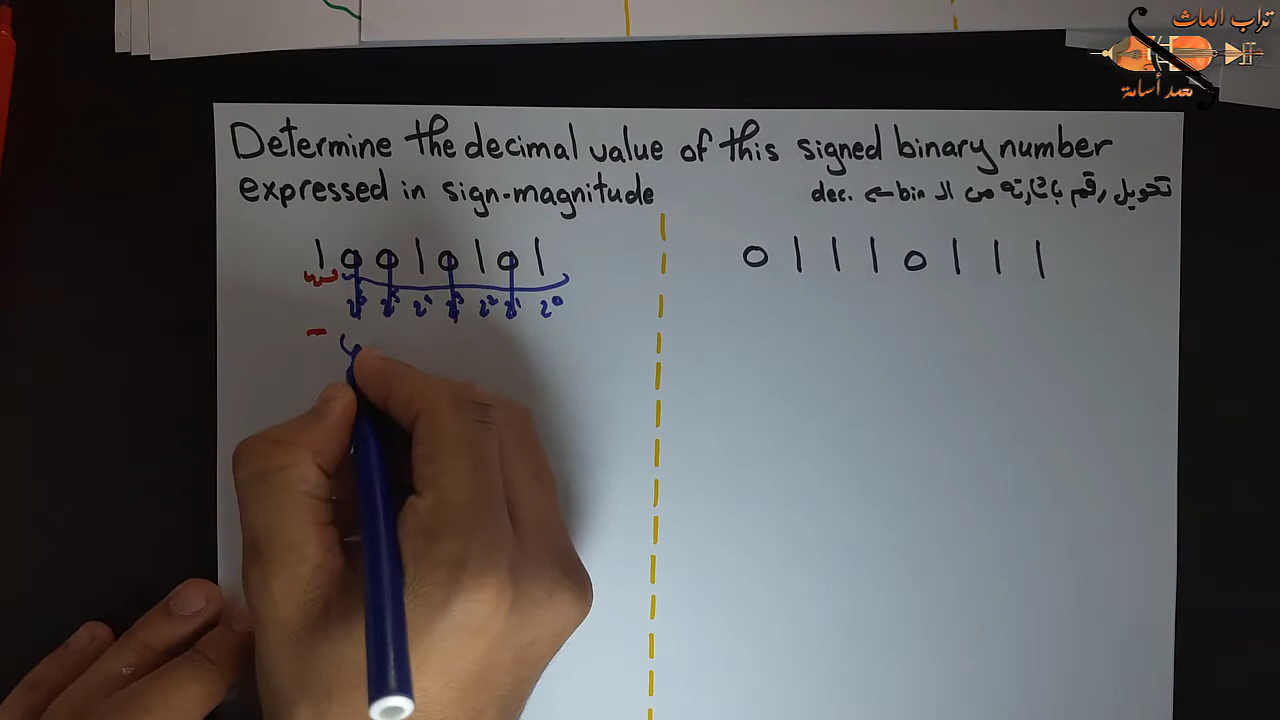 تراب الماث
محمد أسامة
Determine the decimal value of this signed binary number
expressed in sign-magnitude
تحويل رقم بإشارته من الـ bin ← dec.
1 0 0 1 0 1 0 1
2⁶ 2⁵ 2⁴ 2³ 2² 2¹ 2⁰
-
0 1 1 1 0 1 1 1